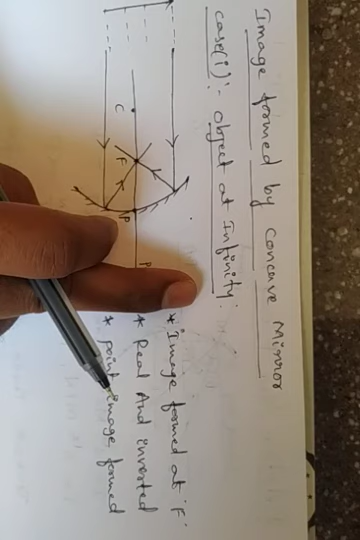 Image formed by concave Mirror
case(i):- object at Infinity:
C
F
P
P
* Image formed at 'F'.
* Real And inverted
* point image formed